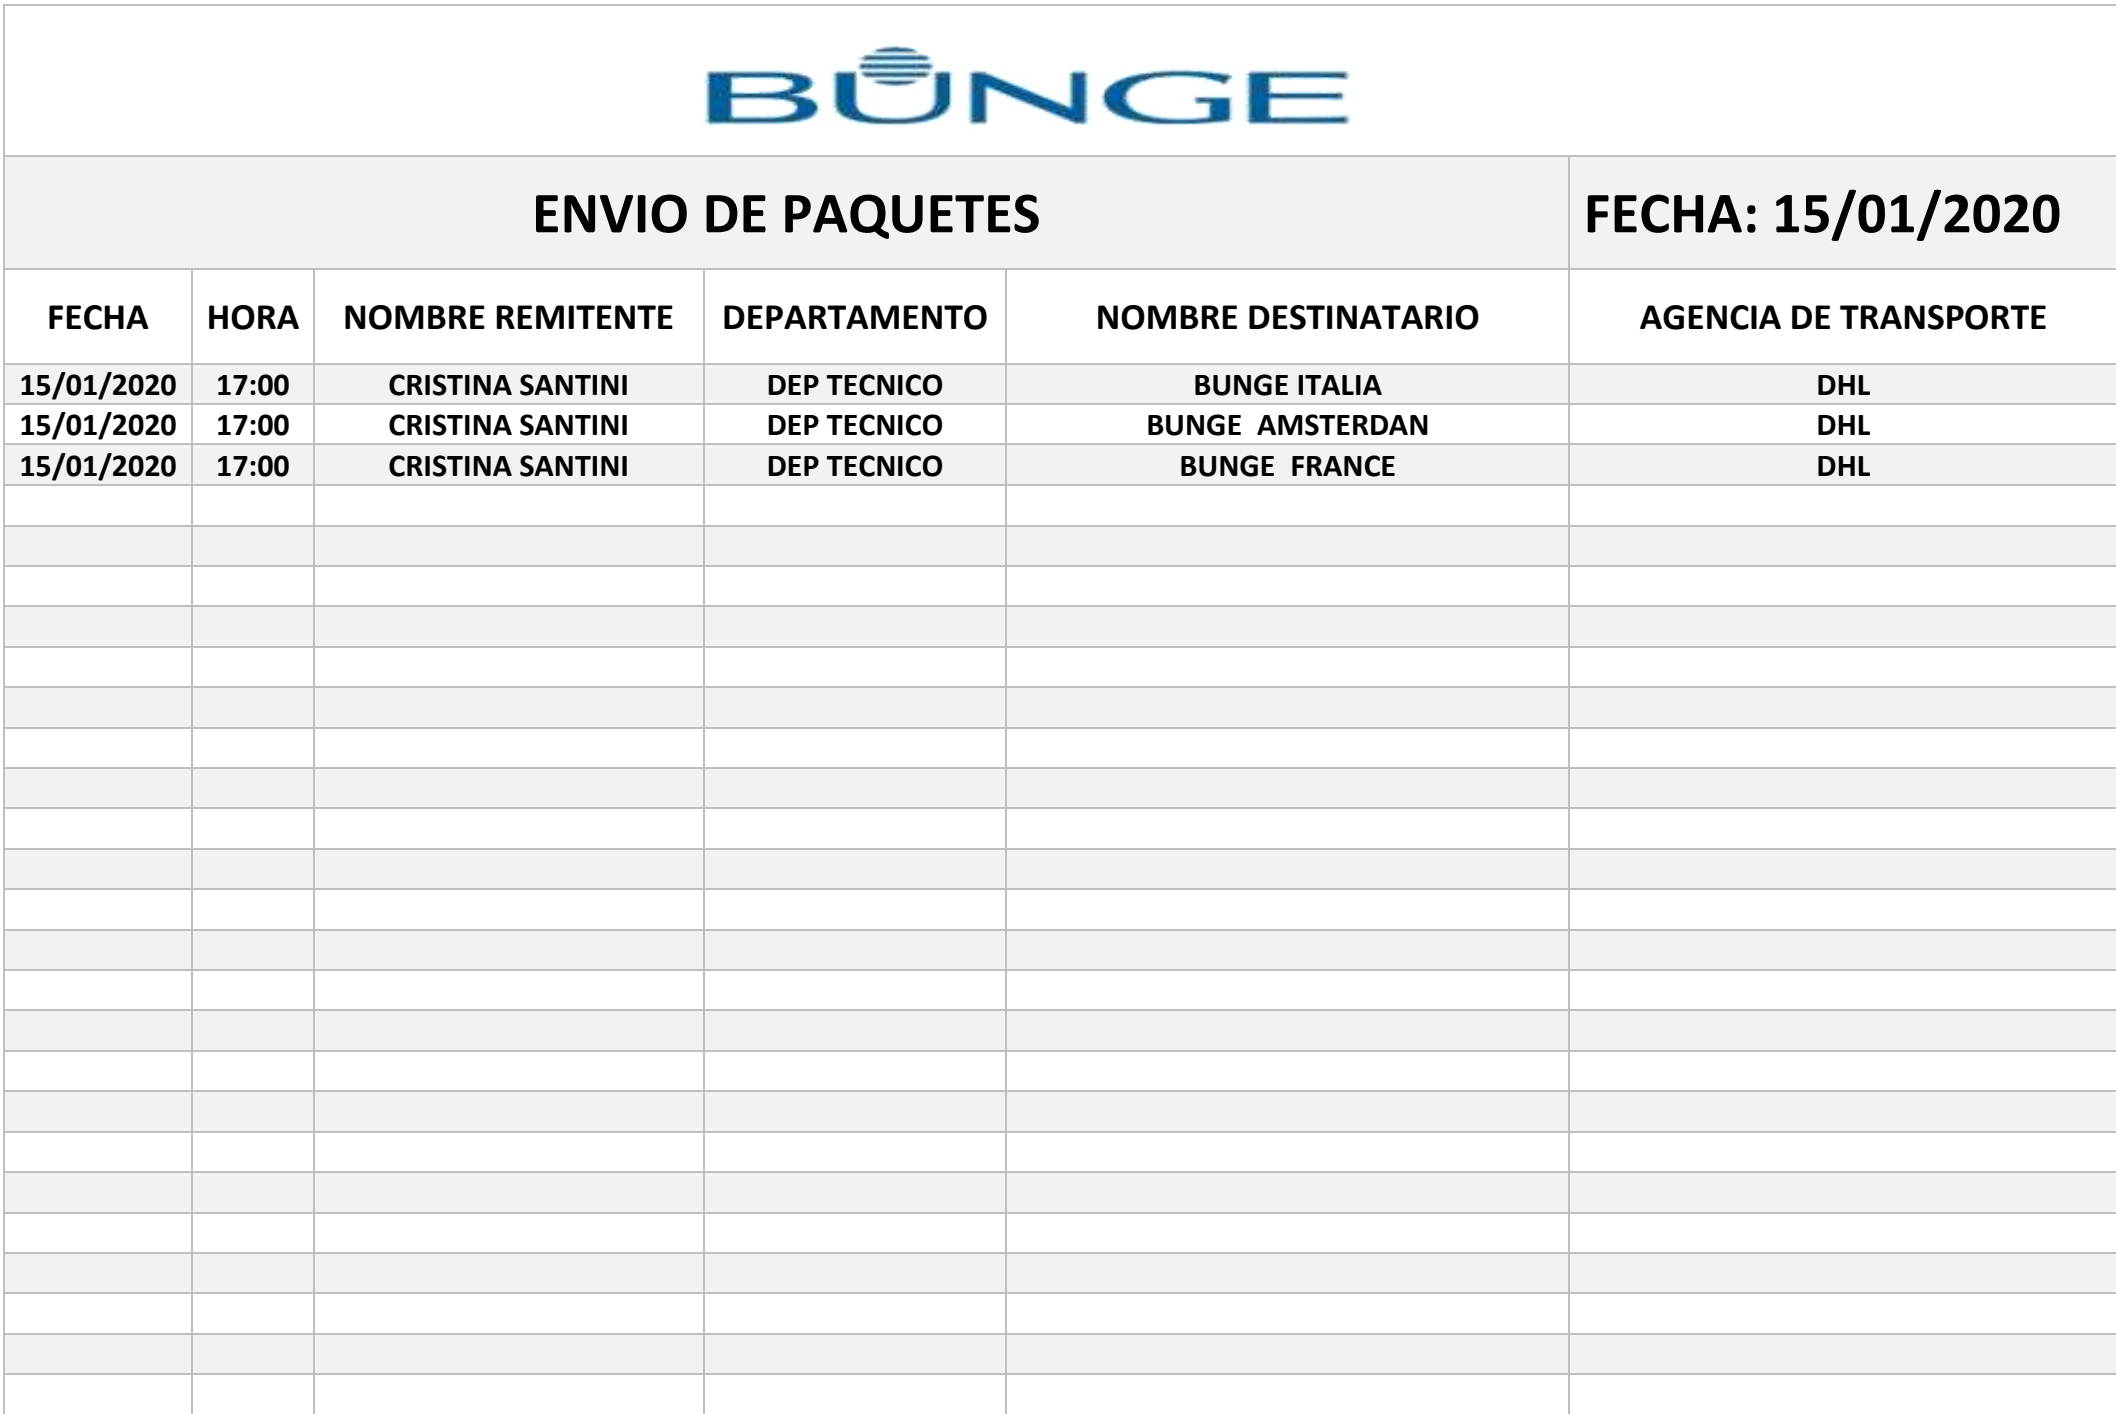 BUNGE
ENVIO DE PAQUETES FECHA: 15/01/2020
FECHA HORA NOMBRE REMITENTE DEPARTAMENTO NOMBRE DESTINATARIO AGENCIA DE TRANSPORTE
15/01/2020 17:00 CRISTINA SANTINI DEP TECNICO BUNGE ITALIA DHL
15/01/2020 17:00 CRISTINA SANTINI DEP TECNICO BUNGE  AMSTERDAN DHL
15/01/2020 17:00 CRISTINA SANTINI DEP TECNICO BUNGE  FRANCE DHL